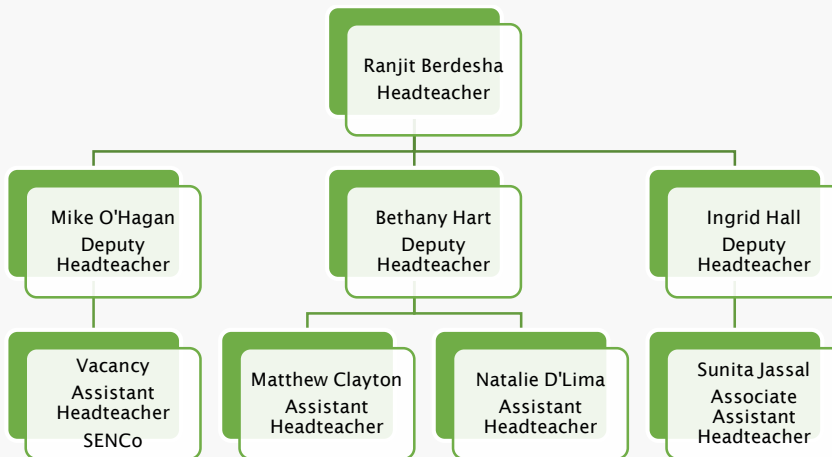 Ranjit Berdesha
Headteacher
Mike O'Hagan
Deputy
Headteacher
Bethany Hart
Deputy
Headteacher
Ingrid Hall
Deputy
Headteacher
Vacancy
Assistant
Headteacher
SENCo
Matthew Clayton
Assistant
Headteacher
Natalie D'Lima
Assistant
Headteacher
Sunita Jassal
Associate
Assistant
Headteacher